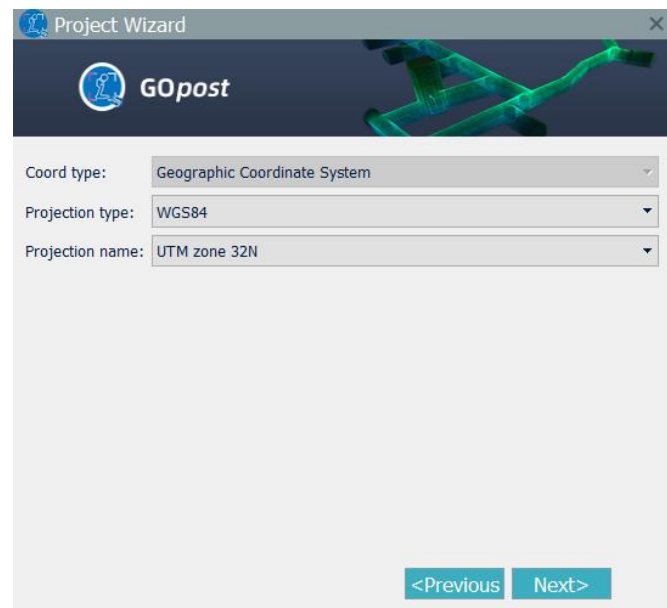 Project Wizard
GOpost
Coord type: Geographic Coordinate System
Projection type: WGS84
Projection name: UTM zone 32N
<Previous Next>